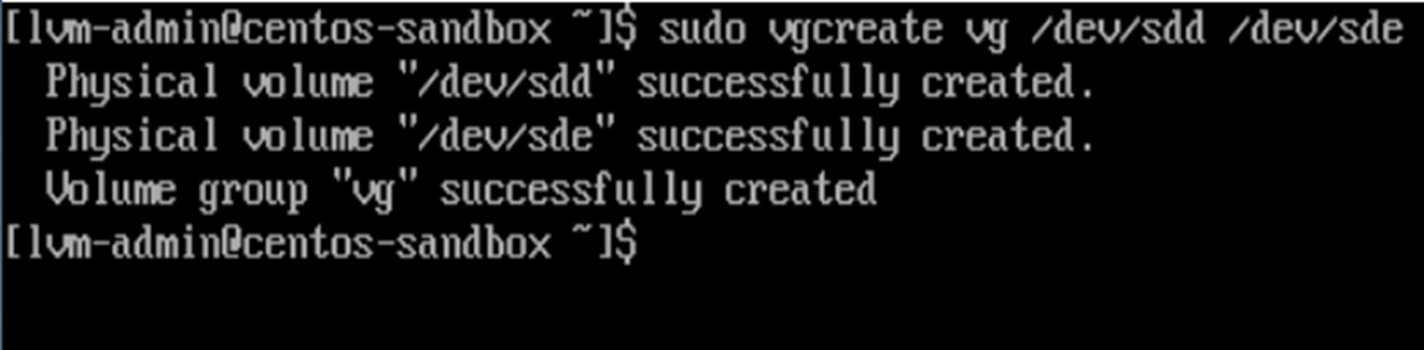 [lvm-admin@centos-sandbox ~]$ sudo vgcreate vg /dev/sdd /dev/sde
  Physical volume "/dev/sdd" successfully created.
  Physical volume "/dev/sde" successfully created.
  Volume group "vg" successfully created
[lvm-admin@centos-sandbox ~]$